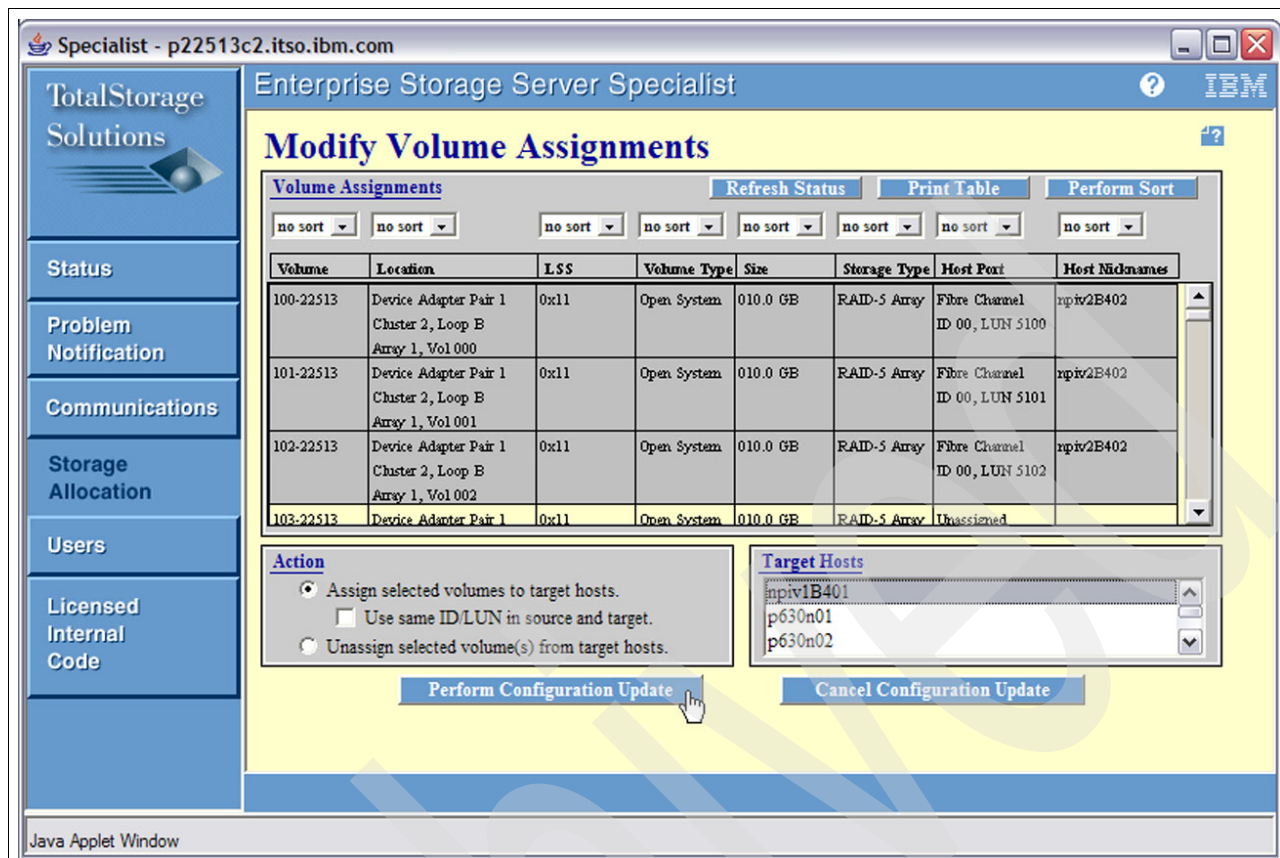 Specialist - p22513c2.itso.ibm.com
TotalStorage
Solutions
Enterprise Storage Server Specialist
?
IBM
Modify Volume Assignments
?
Volume Assignments
Refresh Status
Print Table
Perform Sort
no sort no sort no sort no sort no sort no sort no sort no sort
Volume Location LSS Volume Type Size Storage Type Host Port Host Nicknames
100-22513 Device Adapter Pair 1 0x11 Open System 010.0 GB RAID-5 Array Fibre Channel npiv2B402
Cluster 2, Loop B ID 00, LUN 5100
Array 1, Vol 000
101-22513 Device Adapter Pair 1 0x11 Open System 010.0 GB RAID-5 Array Fibre Channel npiv2B402
Cluster 2, Loop B ID 00, LUN 5101
Array 1, Vol 001
102-22513 Device Adapter Pair 1 0x11 Open System 010.0 GB RAID-5 Array Fibre Channel npiv2B402
Cluster 2, Loop B ID 00, LUN 5102
Array 1, Vol 002
103-22513 Device Adapter Pair 1 0x11 Open System 010.0 GB RAID-5 Array Unassigned
Status
Problem
Notification
Communications
Storage
Allocation
Users
Licensed
Internal
Code
Action
Assign selected volumes to target hosts.
Use same ID/LUN in source and target.
Unassign selected volume(s) from target hosts.
Target Hosts
npiv1B401
p630n01
p630n02
Perform Configuration Update
Cancel Configuration Update
Java Applet Window